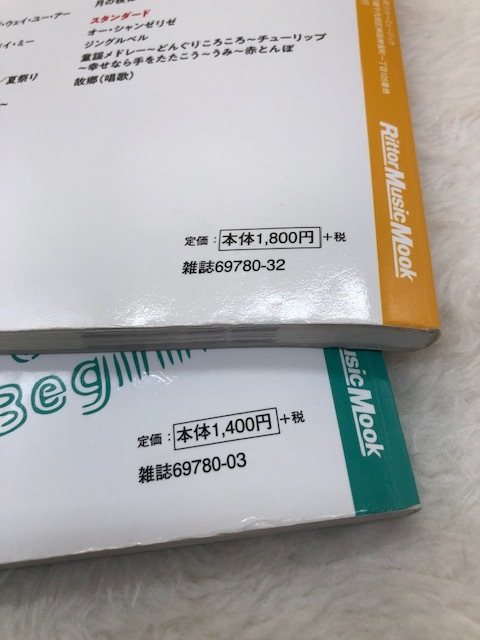 ・ウェイ・ユー・アー
イ・ミー
／夏祭り
～
スタンダード
オー・シャンゼリゼ
ジングルベル
童謡メドレー～どんぐりころころ～チューリップ
～幸せなら手をたたこう～うみ～赤とんぼ
故郷（唱歌）
Rittor Music Mook
定価：本体1,800円+税
雑誌69780-32
Begin
Music Mook
定価：本体1,400円+税
雑誌69780-03